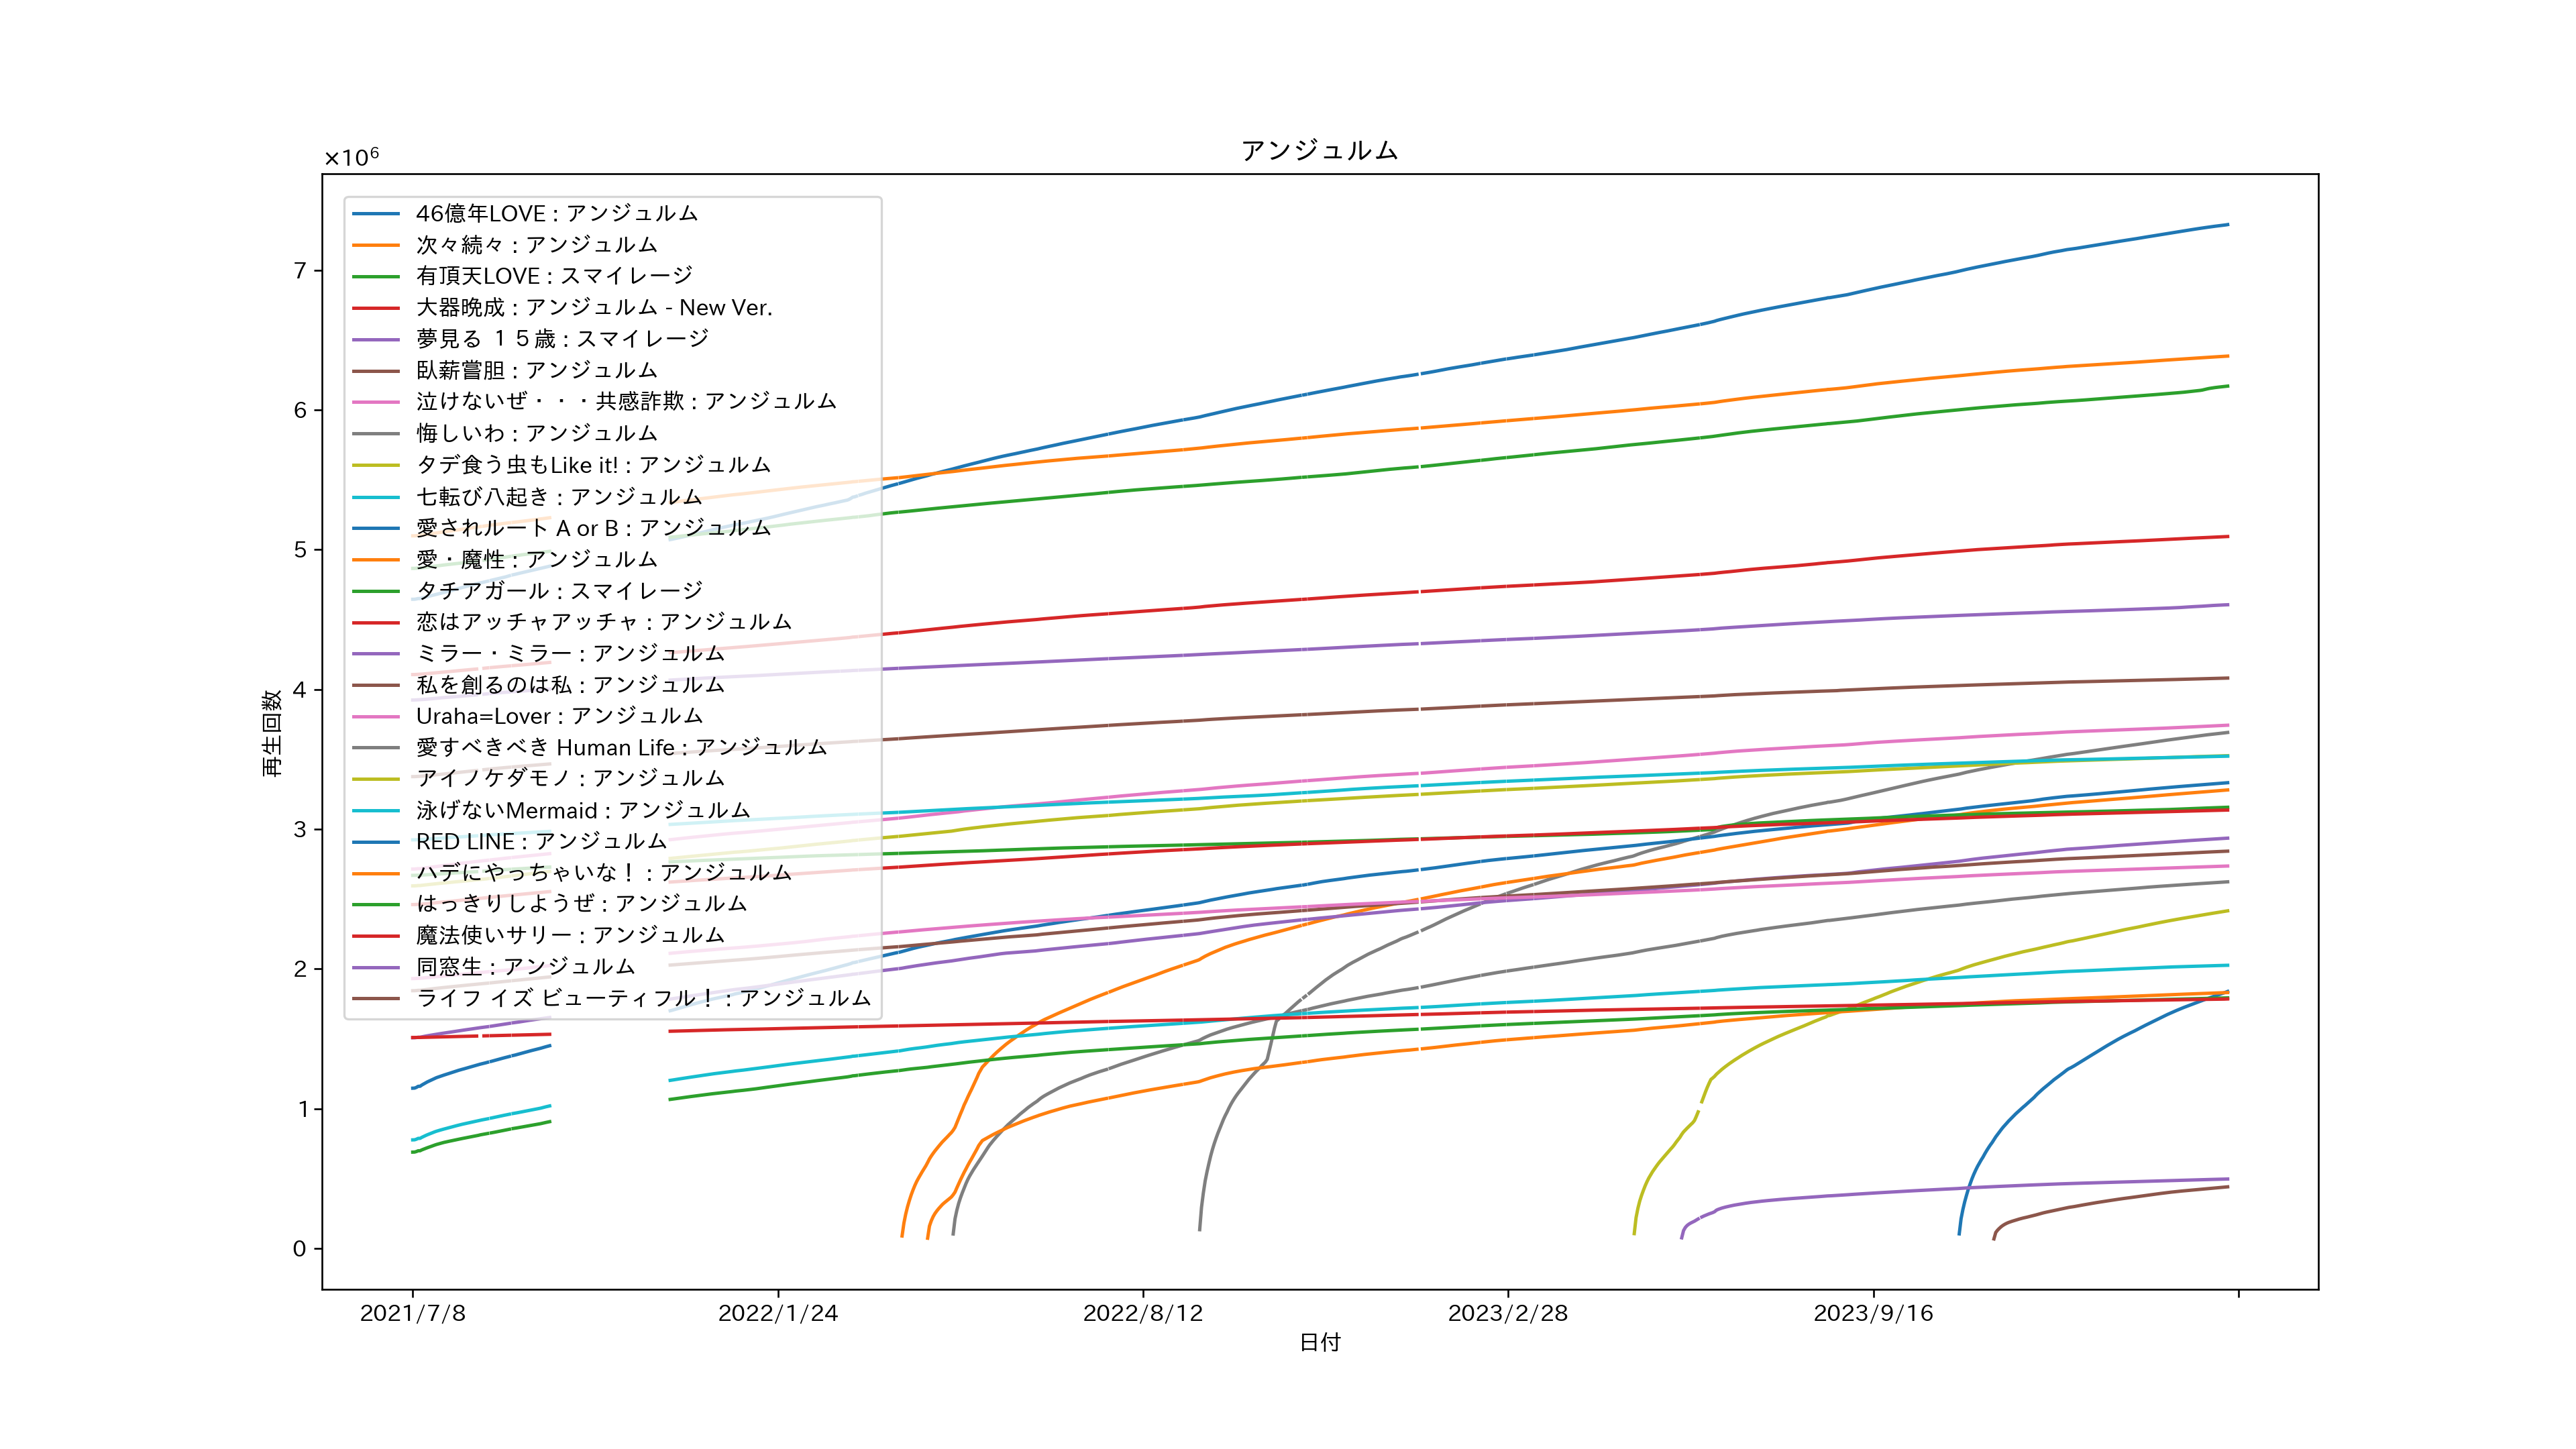 アンジュルム
×10⁶
46億年LOVE : アンジュルム
次々続々 : アンジュルム
有頂天LOVE : スマイレージ
大器晩成 : アンジュルム - New Ver.
夢見る １５歳 : スマイレージ
臥薪嘗胆 : アンジュルム
泣けないぜ・・・共感詐欺 : アンジュルム
悔しいわ : アンジュルム
タデ食う虫もLike it! : アンジュルム
七転び八起き : アンジュルム
愛されルート A or B : アンジュルム
愛・魔性 : アンジュルム
タチアガール : スマイレージ
恋はアッチャアッチャ : アンジュルム
ミラー・ミラー : アンジュルム
私を創るのは私 : アンジュルム
Uraha=Lover : アンジュルム
愛すべきべき Human Life : アンジュルム
アイノケダモノ : アンジュルム
泳げないMermaid : アンジュルム
RED LINE : アンジュルム
ハデにやっちゃいな！ : アンジュルム
はっきりしようぜ : アンジュルム
魔法使いサリー : アンジュルム
同窓生 : アンジュルム
ライフ イズ ビューティフル！ : アンジュルム
7
6
5
4
3
2
1
0
再生回数
2021/7/8
2022/1/24
2022/8/12
2023/2/28
2023/9/16
日付